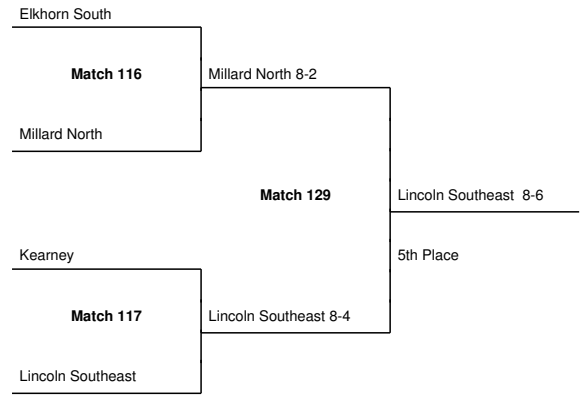 Elkhorn South
Match 116
Millard North 8-2
Millard North
Match 129
Lincoln Southeast 8-6
Kearney
5th Place
Match 117
Lincoln Southeast 8-4
Lincoln Southeast